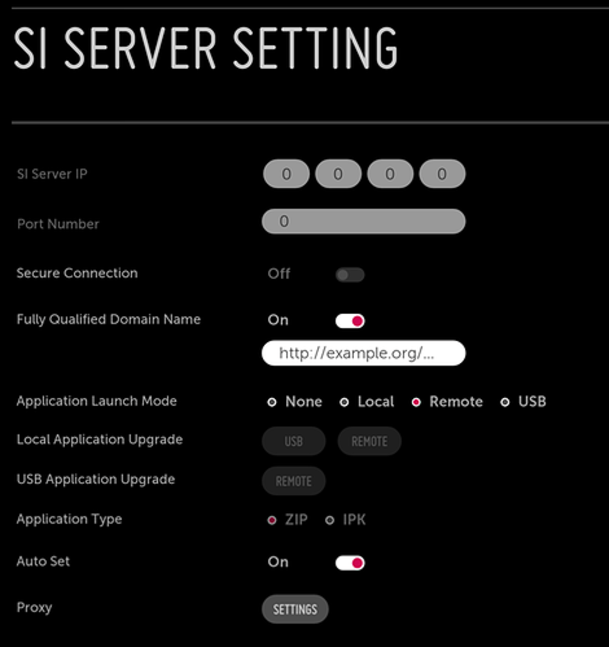 SI SERVER SETTING
SI Server IP 0 0 0 0
Port Number 0
Secure Connection Off
Fully Qualified Domain Name On
http://example.org/...
Application Launch Mode None Local Remote USB
Local Application Upgrade USB REMOTE
USB Application Upgrade REMOTE
Application Type ZIP IPK
Auto Set On
Proxy SETTINGS